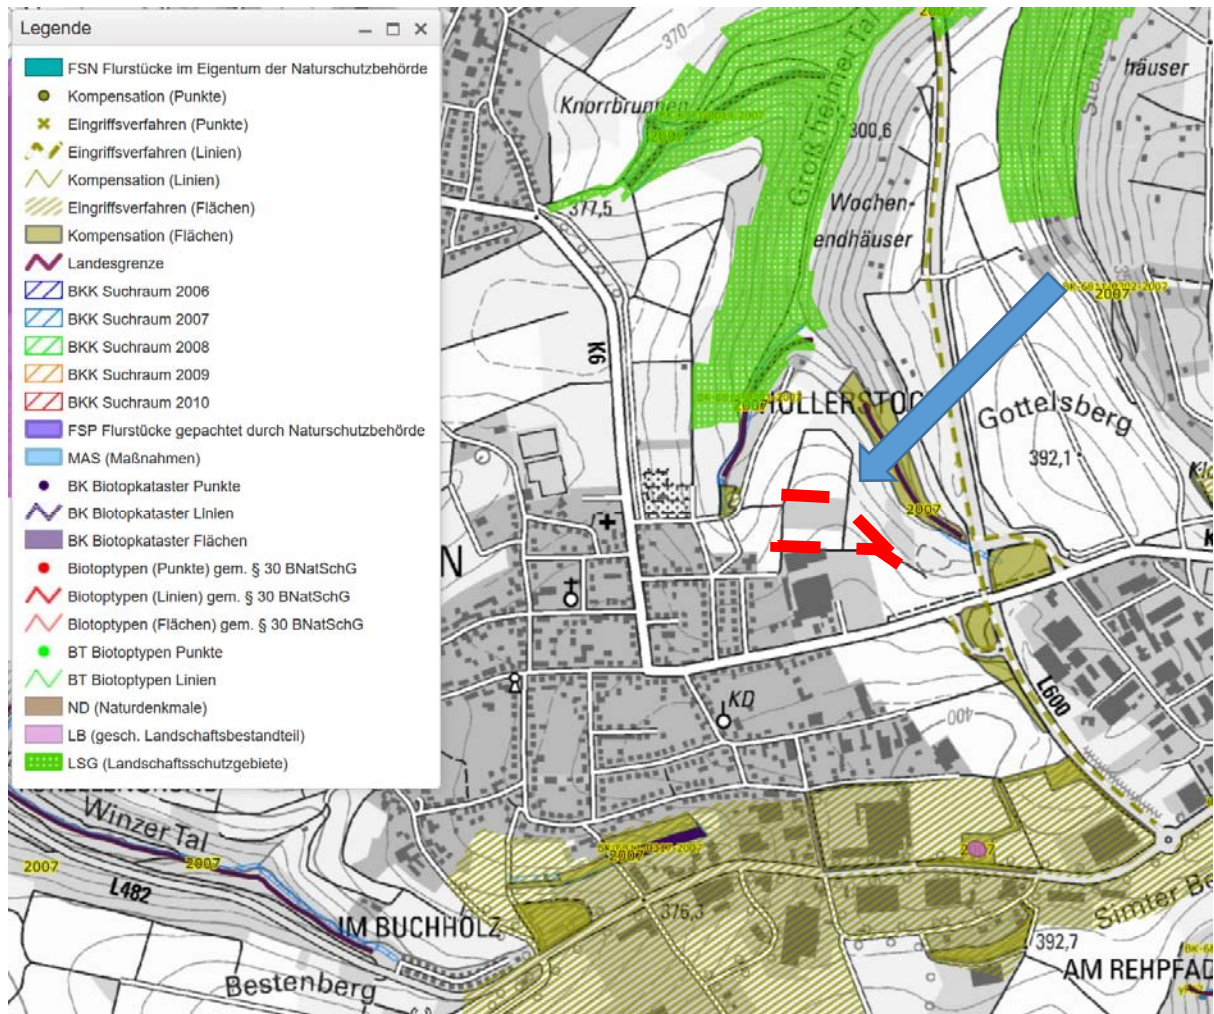 Legende
FSN Flurstücke im Eigentum der Naturschutzbehörde
Kompensation (Punkte)
Eingriffsverfahren (Punkte)
Eingriffsverfahren (Linien)
Kompensation (Linien)
Eingriffsverfahren (Flächen)
Kompensation (Flächen)
Landesgrenze
BKK Suchraum 2006
BKK Suchraum 2007
BKK Suchraum 2008
BKK Suchraum 2009
BKK Suchraum 2010
FSP Flurstücke gepachtet durch Naturschutzbehörde
MAS (Maßnahmen)
BK Biotopkataster Punkte
BK Biotopkataster Linien
BK Biotopkataster Flächen
Biotoptypen (Punkte) gem. § 30 BNatSchG
Biotoptypen (Linien) gem. § 30 BNatSchG
Biotoptypen (Flächen) gem. § 30 BNatSchG
BT Biotoptypen Punkte
BT Biotoptypen Linien
ND (Naturdenkmale)
LB (gesch. Landschaftsbestandteil)
LSG (Landschaftsschutzgebiete)
370
häuser
Knorrbrunnen
300,6
Großheimer Tal
Wochen-
endhäuser
377,5
2007
K6
2007
Gottelsberg
392,1
2007
N
K
KD
400
L600
Winzer Tal
2007
2007
L482
2007
376,3
IM BUCHHOLZ
Bestenberg
392,7
AM REHPFAD